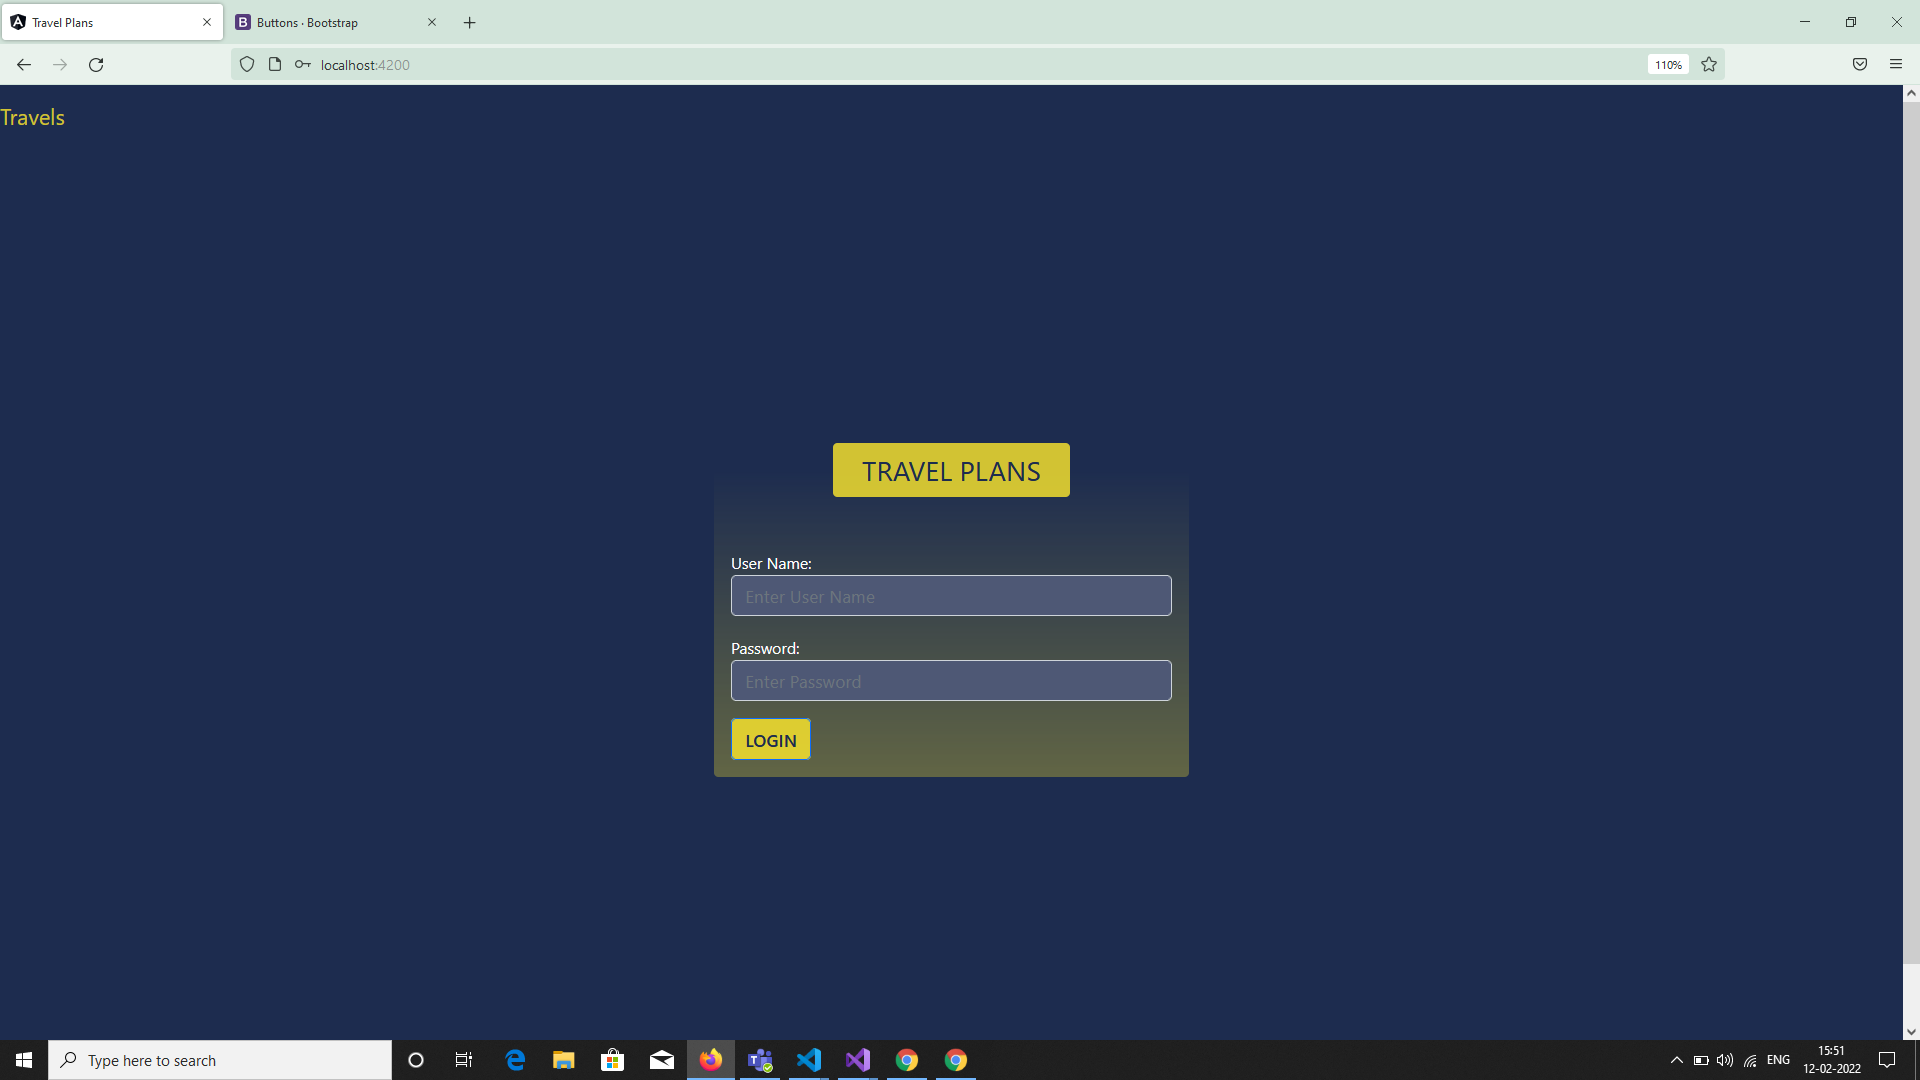 Travel Plans
Buttons · Bootstrap
localhost:4200
110%
Travels
TRAVEL PLANS
User Name:
Enter User Name
Password:
Enter Password
LOGIN
Type here to search
ENG
15:51
12-02-2022